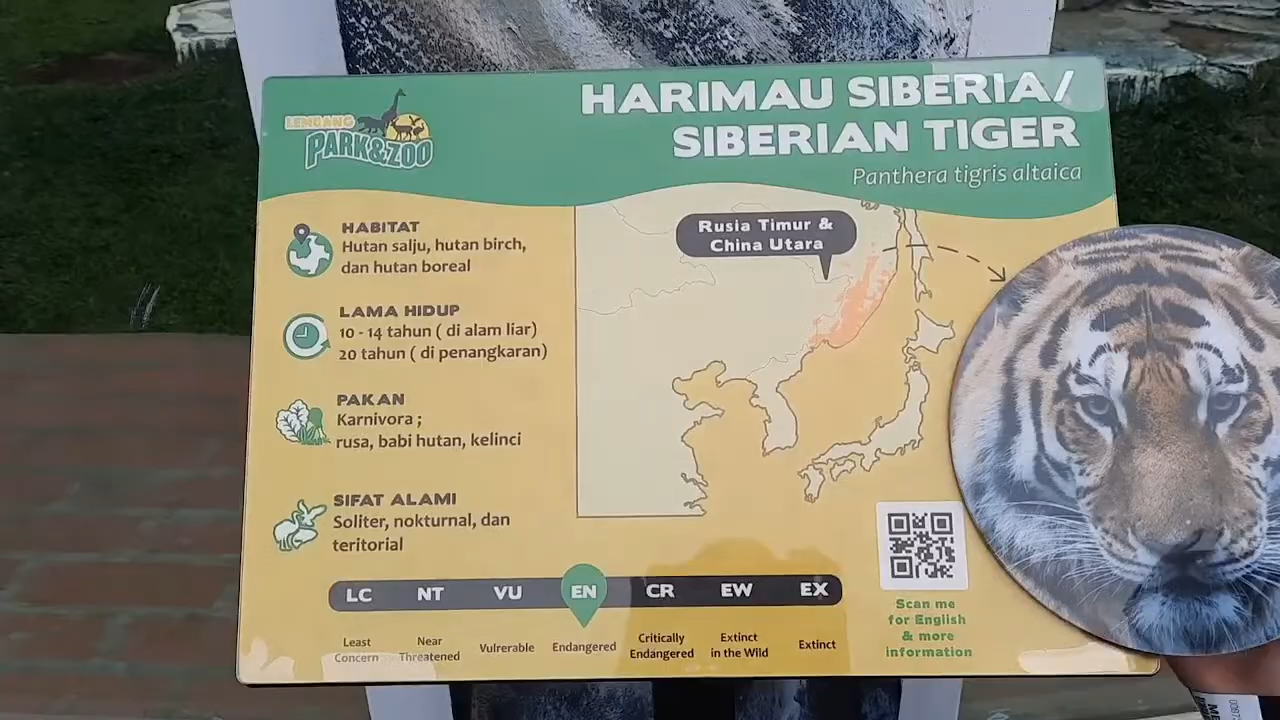 LEMBANG
PARK&ZOO
HARIMAU SIBERIA/
SIBERIAN TIGER
Panthera tigris altaica
HABITAT
Hutan salju, hutan birch,
dan hutan boreal
LAMA HIDUP
10 - 14 tahun ( di alam liar)
20 tahun ( di penangkaran)
PAKAN
Karnivora ;
rusa, babi hutan, kelinci
SIFAT ALAMI
Soliter, nokturnal, dan
teritorial
Rusia Timur &
China Utara
LC NT VU EN CR EW EX
Least
Concern
Near
Threatened
Vulnerable
Endangered
Critically
Endangered
Extinct
in the Wild
Extinct
Scan me
for English
& more
information